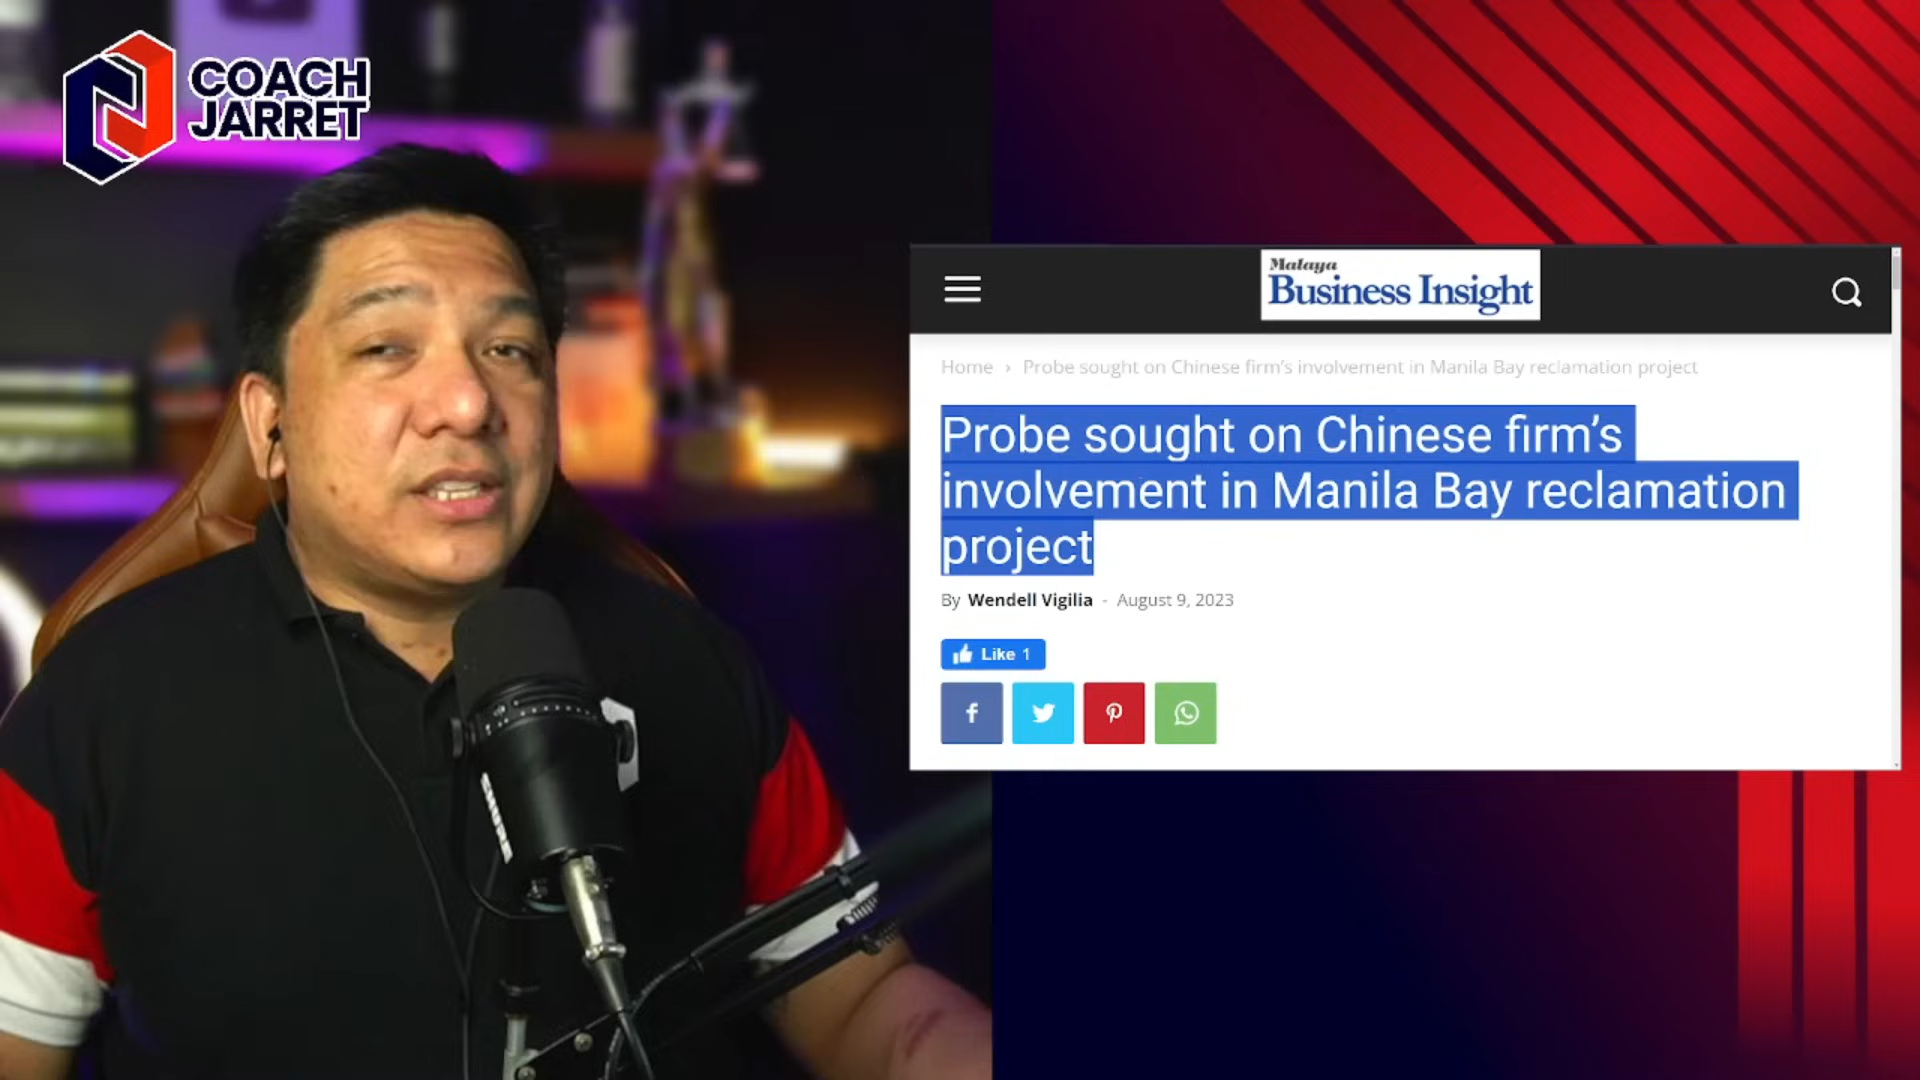 COACH
JARRET
Malaya
Business Insight
Home › Probe sought on Chinese firm's involvement in Manila Bay reclamation project
Probe sought on Chinese firm’s
involvement in Manila Bay reclamation
project
By Wendell Vigilia - August 9, 2023
Like 1
SHURE